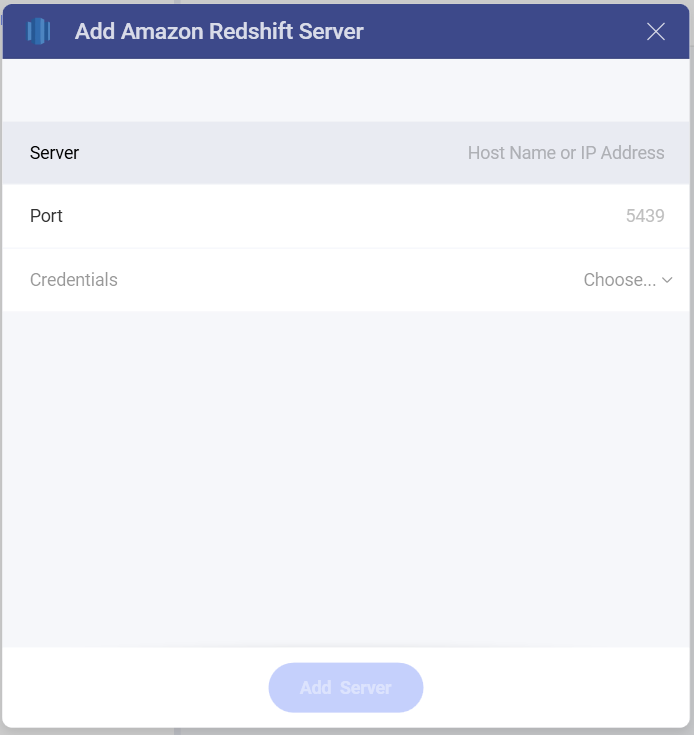 Add Amazon Redshift Server
Server Host Name or IP Address
Port 5439
Credentials Choose...
Add Server